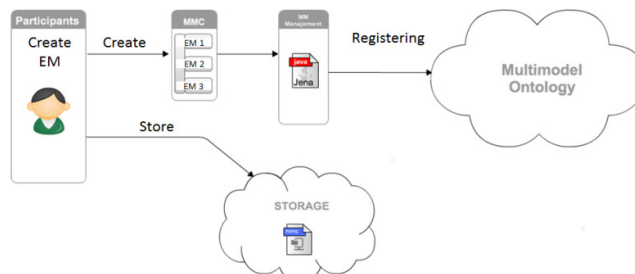 Participants
Create
EM
Create
MMC
EM 1
EM 2
EM 3
MM
Management
java
Jena
Registering
Multimodel
Ontology
Store
STORAGE
mmc